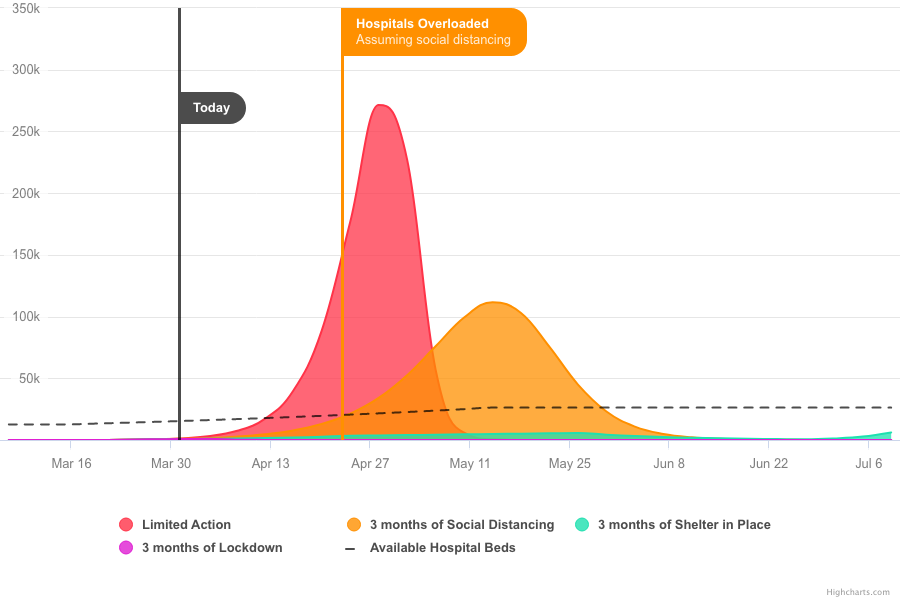 350k
Hospitals Overloaded
Assuming social distancing
300k
Today
250k
200k
150k
100k
50k
Mar 16 Mar 30 Apr 13 Apr 27 May 11 May 25 Jun 8 Jun 22 Jul 6
Limited Action 3 months of Social Distancing 3 months of Shelter in Place
3 months of Lockdown Available Hospital Beds
Highcharts.com